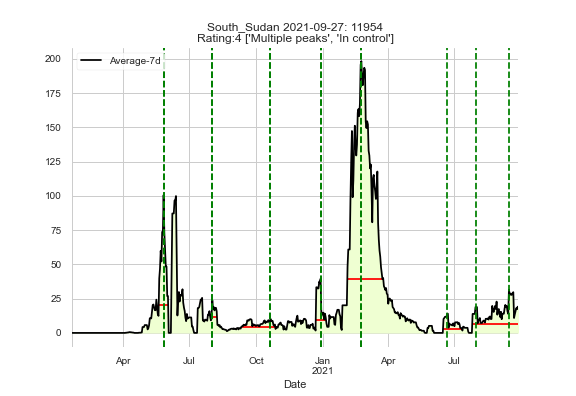 South_Sudan 2021-09-27: 11954
Rating:4 ['Multiple peaks', 'In control']
Average-7d
200
175
150
125
100
75
50
25
0
Apr
Jul
Oct
Jan
2021
Apr
Jul
Date